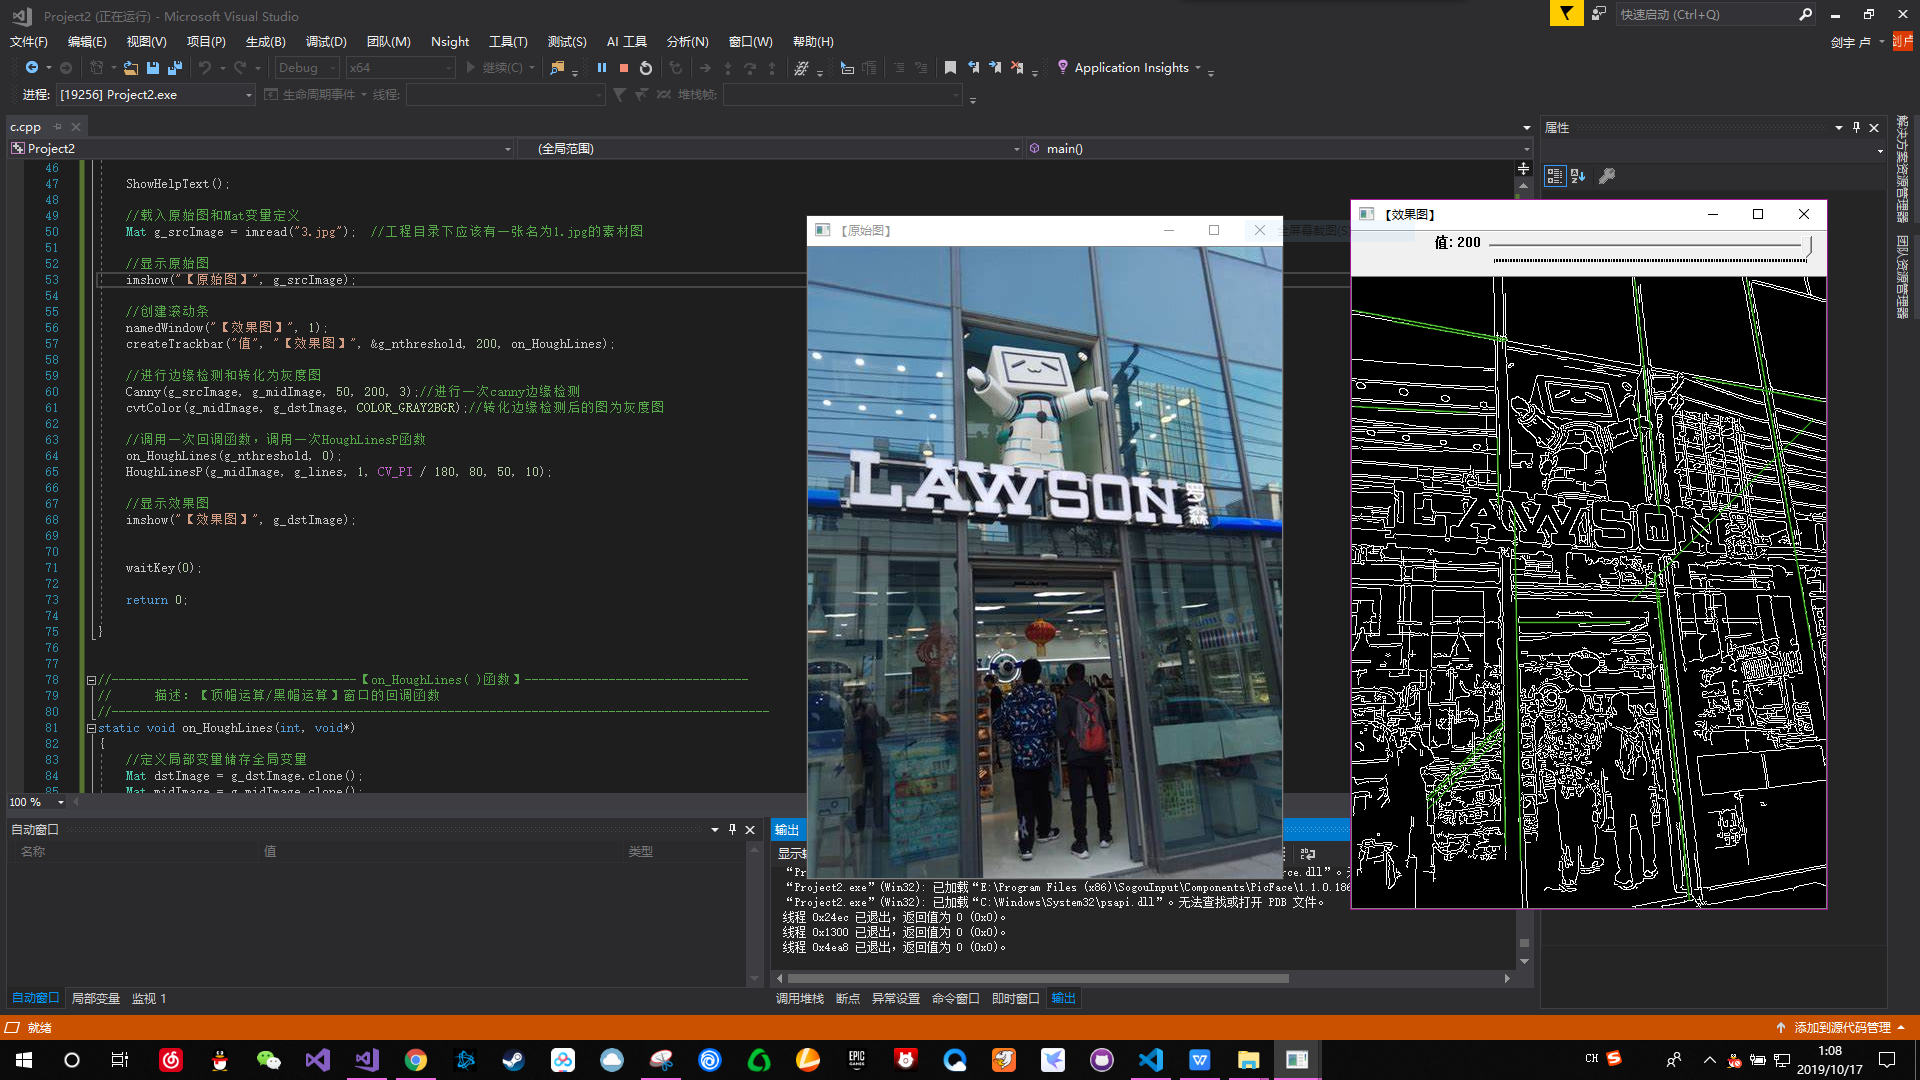 Project2 (正在运行) - Microsoft Visual Studio
快速启动 (Ctrl+Q)
文件(F) 编辑(E) 视图(V) 项目(P) 生成(B) 调试(D) 团队(M) Nsight 工具(T) 测试(S) AI 工具 分析(N) 窗口(W) 帮助(H)
剑宇 卢
剑卢
Debug x64 继续(C) Application Insights
进程: [19256] Project2.exe 生命周期事件 线程: 堆栈帧:
c.cpp
Project2 (全局范围) main()
46
47 ShowHelpText();
48
49 //载入原始图和Mat变量定义
50 Mat g_srcImage = imread("3.jpg"); //工程目录下应该有一张名为1.jpg的素材图
51
52 //显示原始图
53 imshow("【原始图】", g_srcImage);
54
55 //创建滚动条
56 namedWindow("【效果图】", 1);
57 createTrackbar("值", "【效果图】", &g_nthreshold, 200, on_HoughLines);
58
59 //进行边缘检测和转化为灰度图
60 Canny(g_srcImage, g_midImage, 50, 200, 3);//进行一次canny边缘检测
61 cvtColor(g_midImage, g_dstImage, COLOR_GRAY2BGR);//转化边缘检测后的图为灰度图
62
63 //调用一次回调函数，调用一次HoughLinesP函数
64 on_HoughLines(g_nthreshold, 0);
65 HoughLinesP(g_midImage, g_lines, 1, CV_PI / 180, 80, 50, 10);
66
67 //显示效果图
68 imshow("【效果图】", g_dstImage);
69
70
71 waitKey(0);
72
73 return 0;
74
75 }
76
77
78 //-----------------------------------【on_HoughLines( )函数】--------------------------------
79 // 描述：【顶帽运算/黑帽运算】窗口的回调函数
80 //----------------------------------------------------------------------------------------------
81 static void on_HoughLines(int, void*)
82 {
83 //定义局部变量储存全局变量
84 Mat dstImage = g_dstImage.clone();
85 Mat midImage = g_midImage.clone();
100 %
【原始图】
LAWSON
罗森
【效果图】
值: 200
LAWSON
属性
解决方案资源管理器
团队资源管理器
自动窗口
名称 值 类型
自动窗口 局部变量 监视 1
输出
“Project2.exe”(Win32): 已加载“E:\Program Files (x86)\SogouInput\Components\PicFace\1.1.0.186
“Project2.exe”(Win32): 已加载“C:\Windows\System32\psapi.dll”。无法查找或打开 PDB 文件。
线程 0x24ec 已退出，返回值为 0 (0x0)。
线程 0x1300 已退出，返回值为 0 (0x0)。
线程 0x4ea8 已退出，返回值为 0 (0x0)。
调用堆栈 断点 异常设置 命令窗口 即时窗口 输出
就绪
添加到源代码管理
EPIC GAMES
CH
1:08
2019/10/17